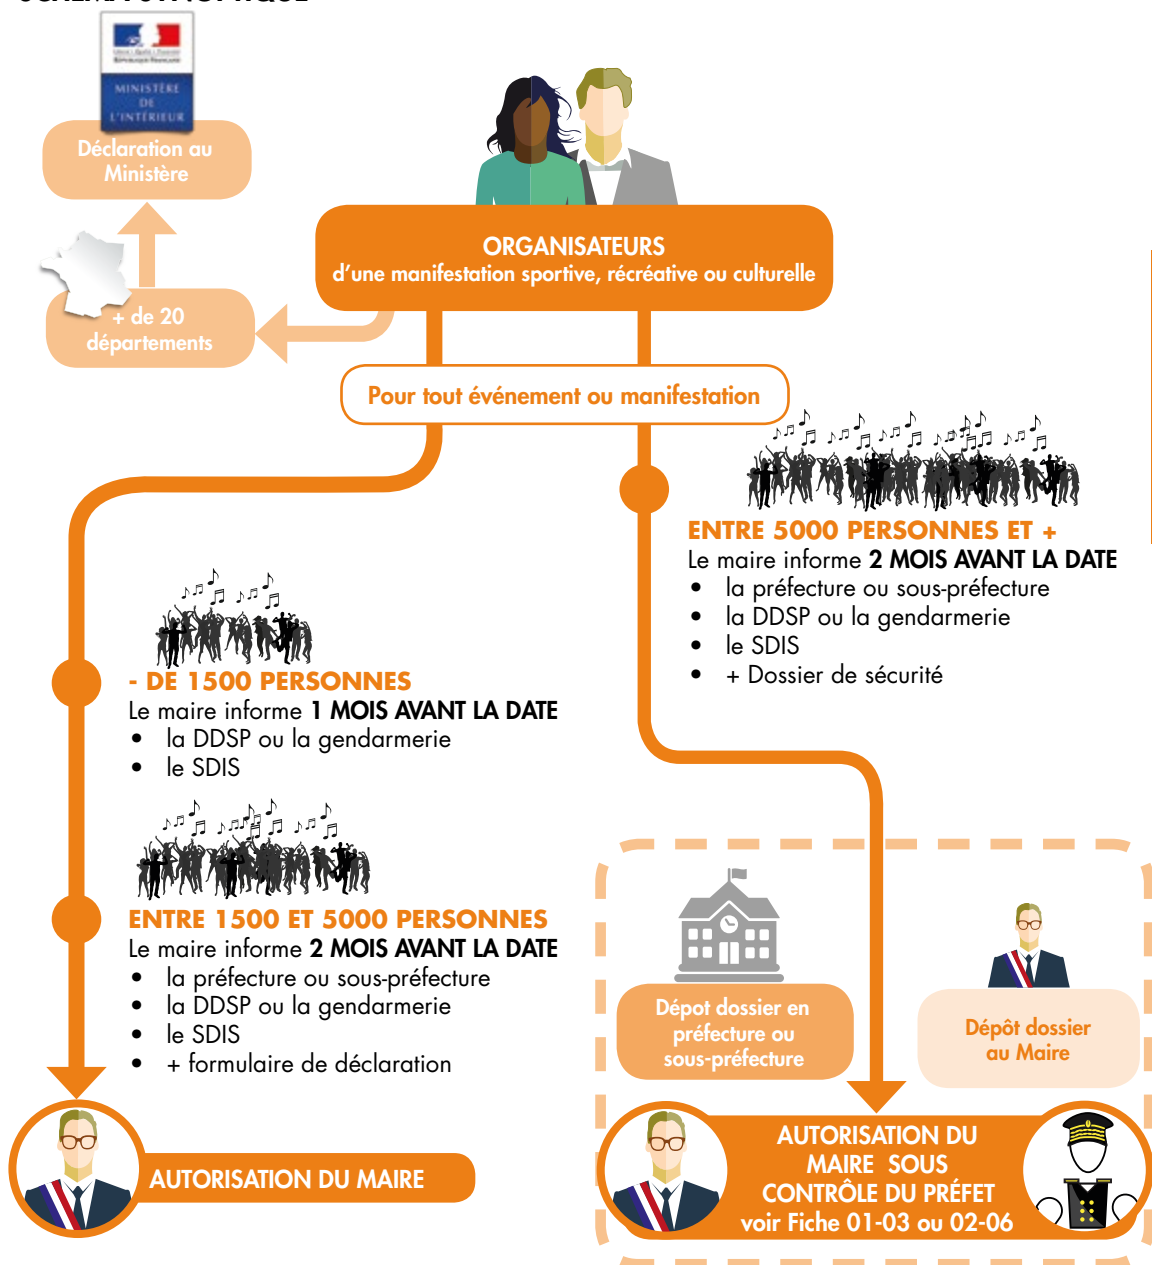 MINISTÈRE
DE
L'INTÉRIEUR
Déclaration au
Ministère
ORGANISATEURS
d'une manifestation sportive, récréative ou culturelle
+ de 20
départements
Pour tout événement ou manifestation
ENTRE 5000 PERSONNES ET +
Le maire informe 2 MOIS AVANT LA DATE
• la préfecture ou sous-préfecture
• la DDSP ou la gendarmerie
• le SDIS
• + Dossier de sécurité
- DE 1500 PERSONNES
Le maire informe 1 MOIS AVANT LA DATE
• la DDSP ou la gendarmerie
• le SDIS
ENTRE 1500 ET 5000 PERSONNES
Le maire informe 2 MOIS AVANT LA DATE
• la préfecture ou sous-préfecture
• la DDSP ou la gendarmerie
• le SDIS
• + formulaire de déclaration
Dépot dossier en
préfecture ou
sous-préfecture
Dépôt dossier
au Maire
AUTORISATION DU MAIRE
AUTORISATION DU
MAIRE SOUS
CONTRÔLE DU PRÉFET
voir Fiche 01-03 ou 02-06